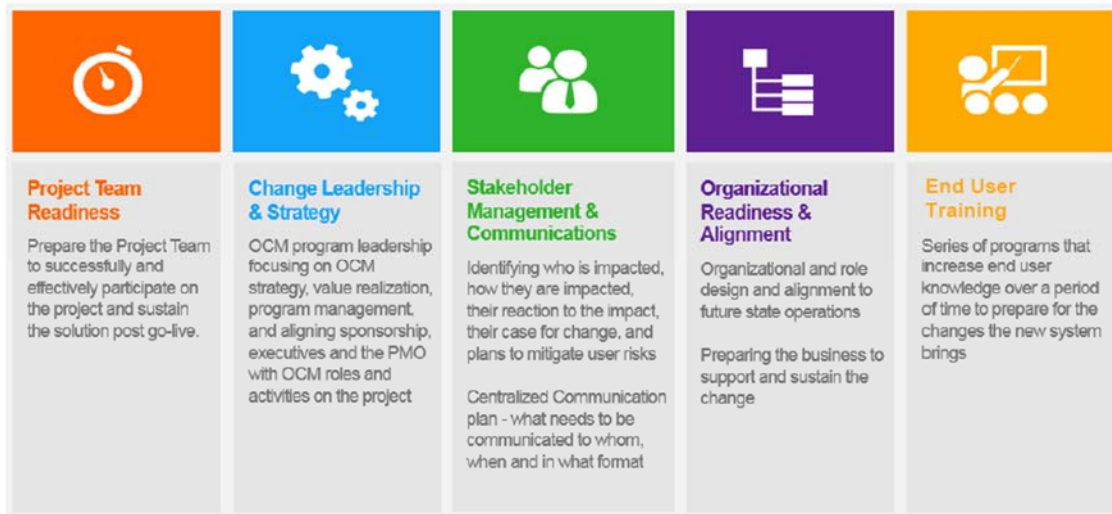 Project Team
Readiness
Prepare the Project Team
to successfully and
effectively participate on
the project and sustain
the solution post go-live.
Change Leadership
& Strategy
OCM program leadership
focusing on OCM
strategy, value realization,
program management,
and aligning sponsorship,
executives and the PMO
with OCM roles and
activities on the project
Stakeholder
Management &
Communications
Identifying who is impacted,
how they are impacted,
their reaction to the impact,
their case for change, and
plans to mitigate user risks
Centralized Communication
plan - what needs to be
communicated to whom,
when and in what format
Organizational
Readiness &
Alignment
Organizational and role
design and alignment to
future state operations
Preparing the business to
support and sustain the
change
End User
Training
Series of programs that
increase end user
knowledge over a period
of time to prepare for the
changes the new system
brings